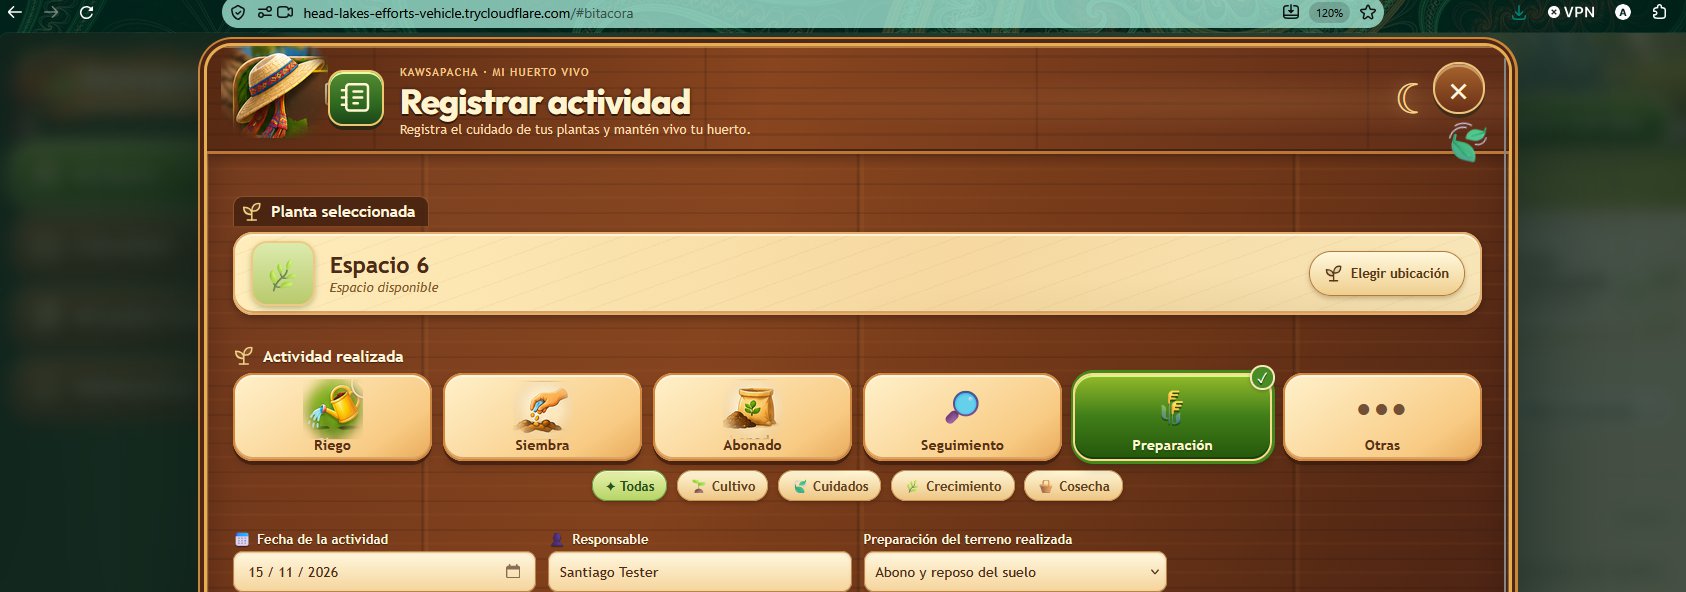 head-lakes-efforts-vehicle.trycloudflare.com/#bitacora
120%
VPN
KAWSAPACHA · MI HUERTO VIVO
Registrar actividad
Registra el cuidado de tus plantas y mantén vivo tu huerto.
Planta seleccionada
Espacio 6
Espacio disponible
Elegir ubicación
Actividad realizada
Riego
Siembra
Abonado
Seguimiento
Preparación
Otras
Todas
Cultivo
Cuidados
Crecimiento
Cosecha
Fecha de la actividad
Responsable
Preparación del terreno realizada
15 / 11 / 2026
Santiago Tester
Abono y reposo del suelo